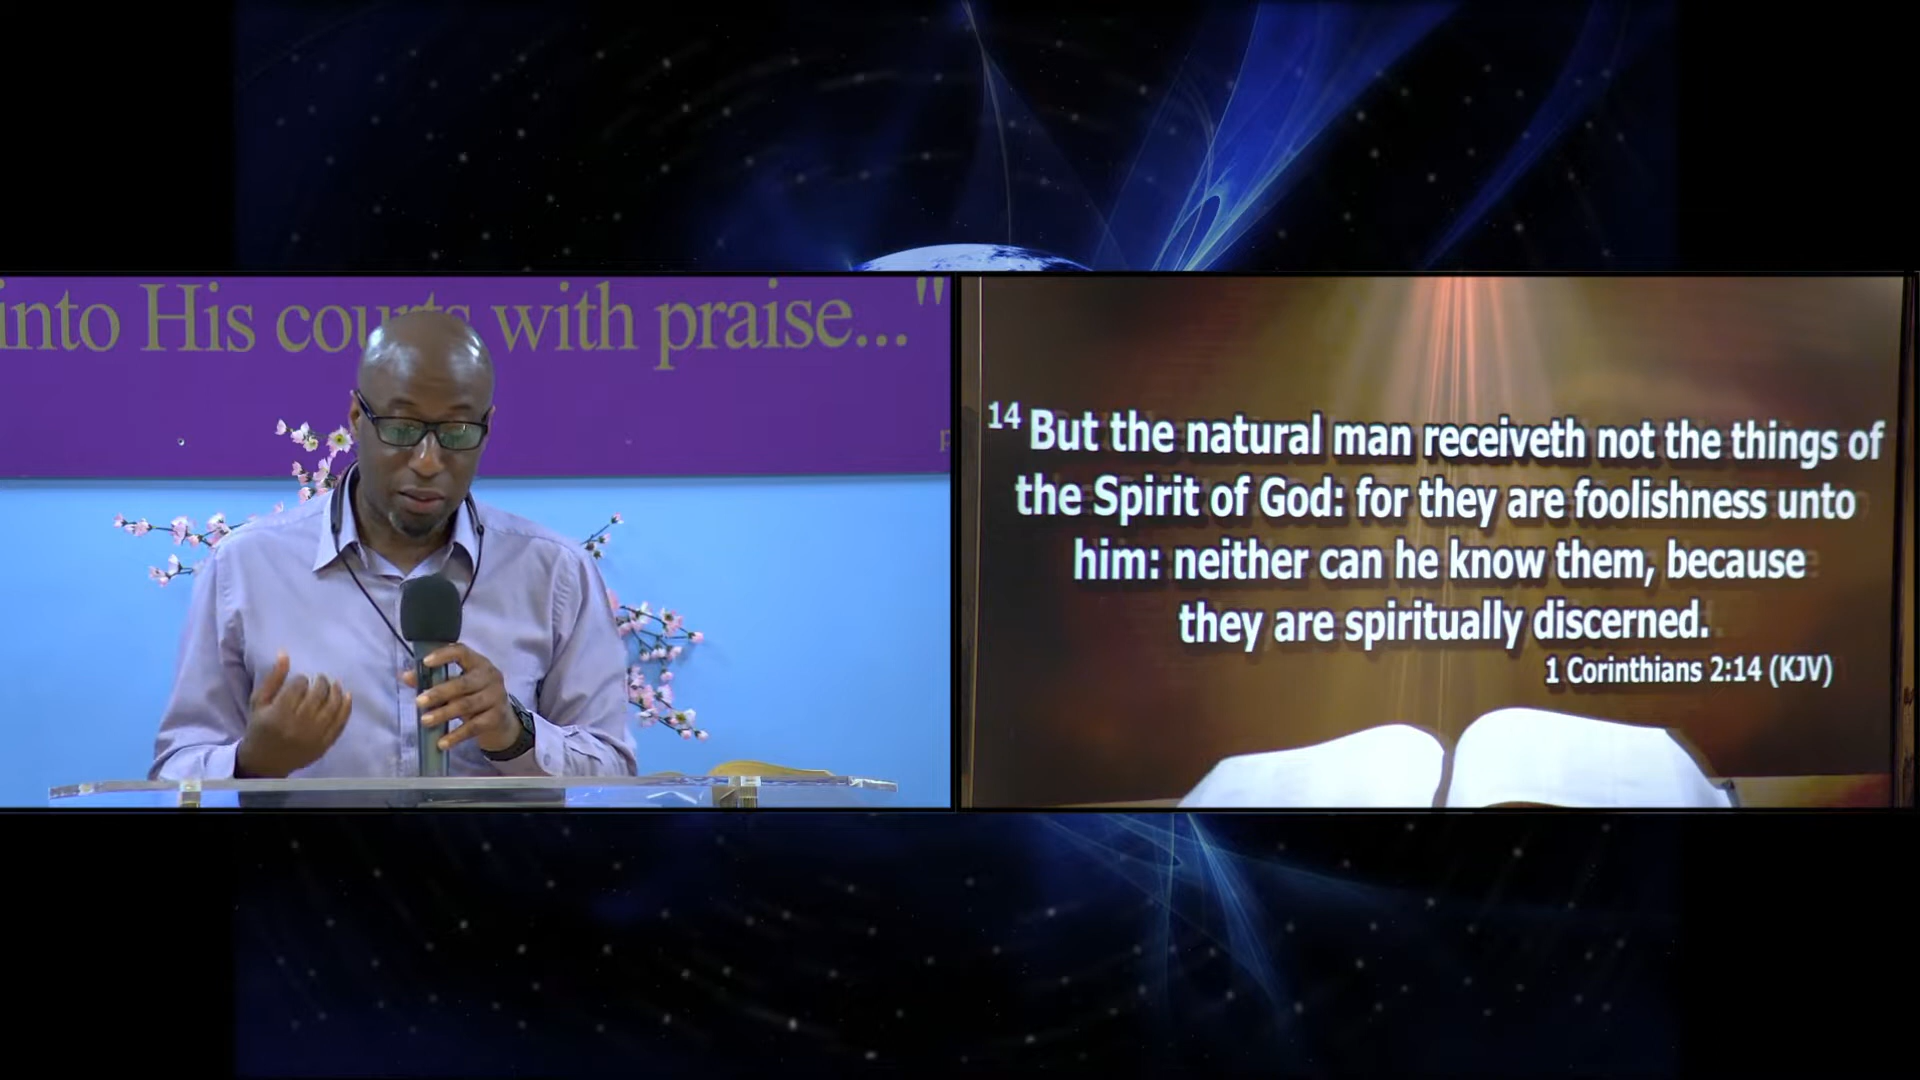 into His courts with praise..."
14 But the natural man receiveth not the things of
the Spirit of God: for they are foolishness unto
him: neither can he know them, because
they are spiritually discerned.
1 Corinthians 2:14 (KJV)